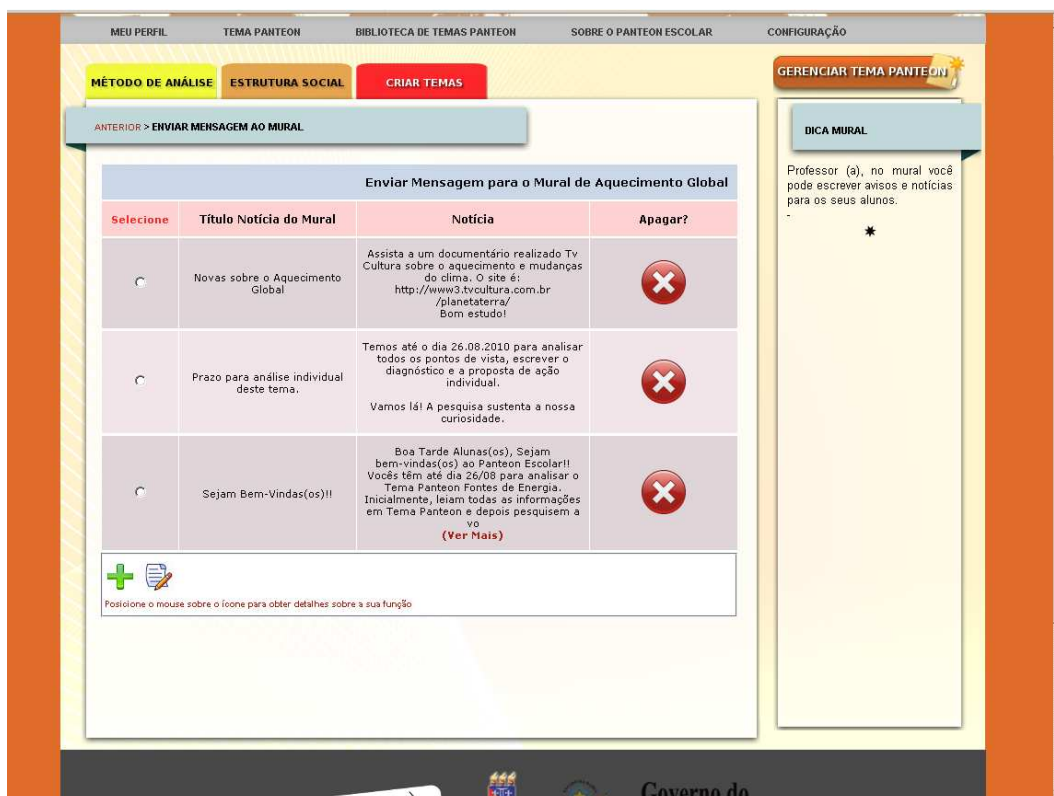 MEU PERFIL TEMA PANTEON BIBLIOTECA DE TEMAS PANTEON SOBRE O PANTEON ESCOLAR CONFIGURAÇÃO
MÉTODO DE ANÁLISE ESTRUTURA SOCIAL CRIAR TEMAS
GERENCIAR TEMA PANTEON
ANTERIOR > ENVIAR MENSAGEM AO MURAL
Enviar Mensagem para o Mural de Aquecimento Global
Selecione Título Notícia do Mural Notícia Apagar?
Novas sobre o Aquecimento
Global
Assista a um documentário realizado Tv
Cultura sobre o aquecimento e mudanças
do clima. O site é:
http://www3.tvcultura.com.br
/planetaterra/
Bom estudo!
Prazo para análise individual
deste tema.
Temos até o dia 26.08.2010 para analisar
todos os pontos de vista, escrever o
diagnóstico e a proposta de ação
individual.
Vamos lá! A pesquisa sustenta a nossa
curiosidade.
Sejam Bem-Vindas(os)!!
Boa Tarde Alunas(os), Sejam
bem-vindas(os) ao Panteon Escolar!!
Vocês têm até dia 26/08 para analisar o
Tema Panteon Fontes de Energia.
Inicialmente, leiam todas as informações
em Tema Panteon e depois pesquisem a
vo
(Ver Mais)
Posicione o mouse sobre o ícone para obter detalhes sobre a sua função
DICA MURAL
Professor (a), no mural você
pode escrever avisos e notícias
para os seus alunos.
-
Governo do